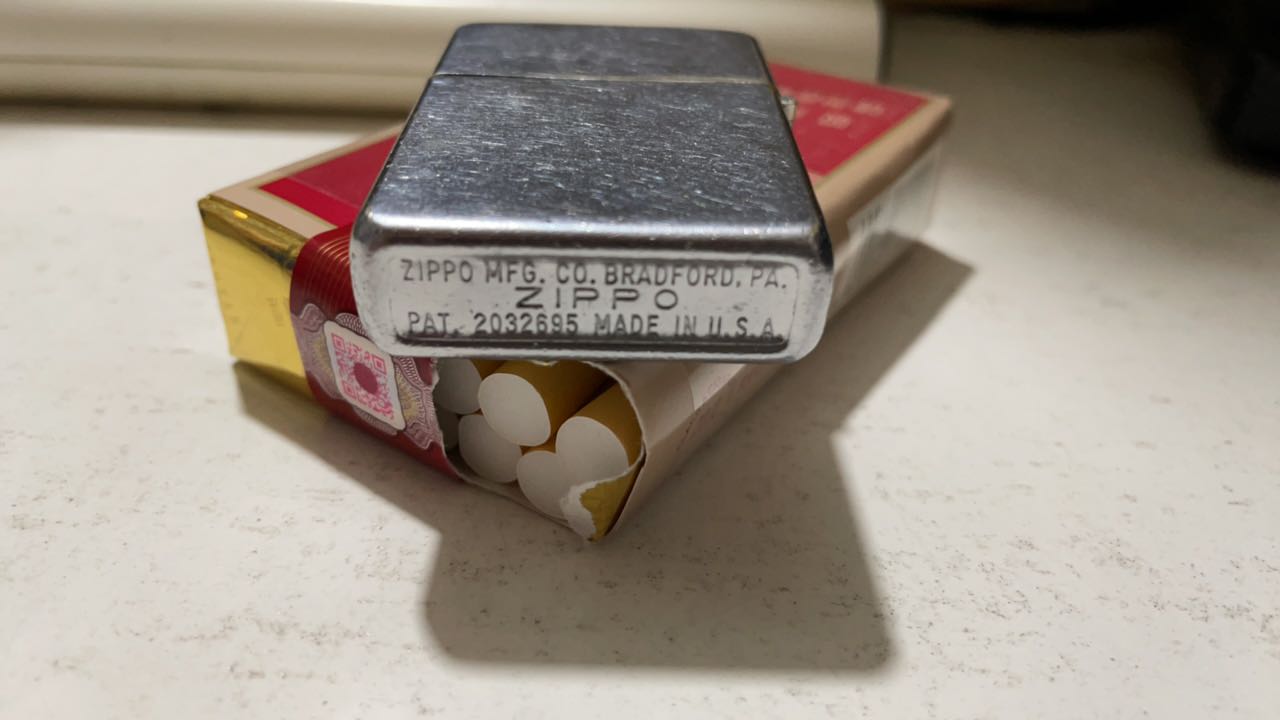 ZIPPO MFG. CO. BRADFORD, PA.
ZIPPO
PAT. 2032695 MADE IN U.S.A.